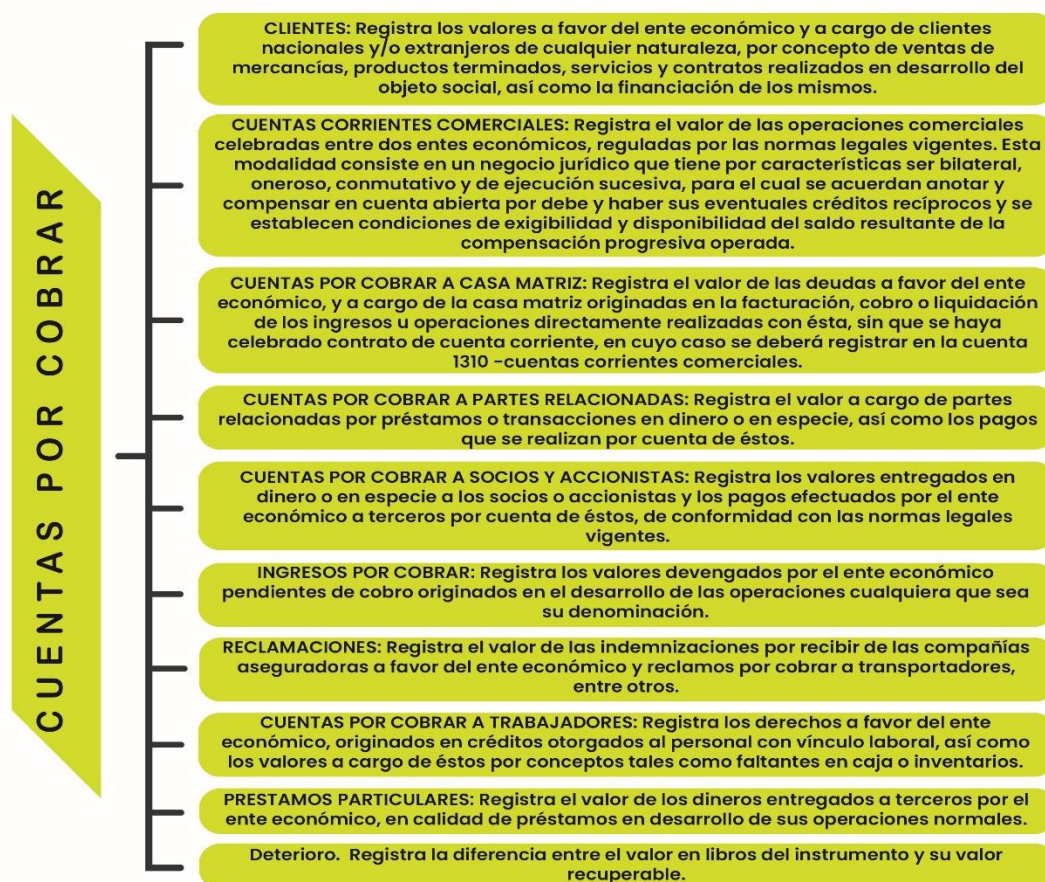 CUENTAS POR COBRAR
CLIENTES: Registra los valores a favor del ente económico y a cargo de clientes
nacionales y/o extranjeros de cualquier naturaleza, por concepto de ventas de
mercancías, productos terminados, servicios y contratos realizados en desarrollo del
objeto social, así como la financiación de los mismos.
CUENTAS CORRIENTES COMERCIALES: Registra el valor de las operaciones comerciales
celebradas entre dos entes económicos, reguladas por las normas legales vigentes. Esta
modalidad consiste en un negocio jurídico que tiene por características ser bilateral,
oneroso, conmutativo y de ejecución sucesiva, para el cual se acuerdan anotar y
compensar en cuenta abierta por debe y haber sus eventuales créditos recíprocos y se
establecen condiciones de exigibilidad y disponibilidad del saldo resultante de la
compensación progresiva operada.
CUENTAS POR COBRAR A CASA MATRIZ: Registra el valor de las deudas a favor del ente
económico, y a cargo de la casa matriz originadas en la facturación, cobro o liquidación
de los ingresos u operaciones directamente realizadas con ésta, sin que se haya
celebrado contrato de cuenta corriente, en cuyo caso se deberá registrar en la cuenta
1310 -cuentas corrientes comerciales.
CUENTAS POR COBRAR A PARTES RELACIONADAS: Registra el valor a cargo de partes
relacionadas por préstamos o transacciones en dinero o en especie, así como los pagos
que se realizan por cuenta de éstos.
CUENTAS POR COBRAR A SOCIOS Y ACCIONISTAS: Registra los valores entregados en
dinero o en especie a los socios o accionistas y los pagos efectuados por el ente
económico a terceros por cuenta de éstos, de conformidad con las normas legales
vigentes.
INGRESOS POR COBRAR: Registra los valores devengados por el ente económico
pendientes de cobro originados en el desarrollo de las operaciones cualquiera que sea
su denominación.
RECLAMACIONES: Registra el valor de las indemnizaciones por recibir de las compañías
aseguradoras a favor del ente económico y reclamos por cobrar a transportadores,
entre otros.
CUENTAS POR COBRAR A TRABAJADORES: Registra los derechos a favor del ente
económico, originados en créditos otorgados al personal con vínculo laboral, así como
los valores a cargo de éstos por conceptos tales como faltantes en caja o inventarios.
PRESTAMOS PARTICULARES: Registra el valor de los dineros entregados a terceros por el
ente económico, en calidad de préstamos en desarrollo de sus operaciones normales.
Deterioro. Registra la diferencia entre el valor en libros del instrumento y su valor
recuperable.